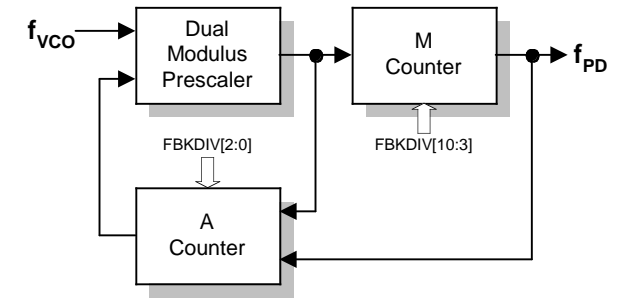 fVCO
Dual
Modulus
Prescaler
M
Counter
fPD
FBKDIV[2:0]
FBKDIV[10:3]
A
Counter